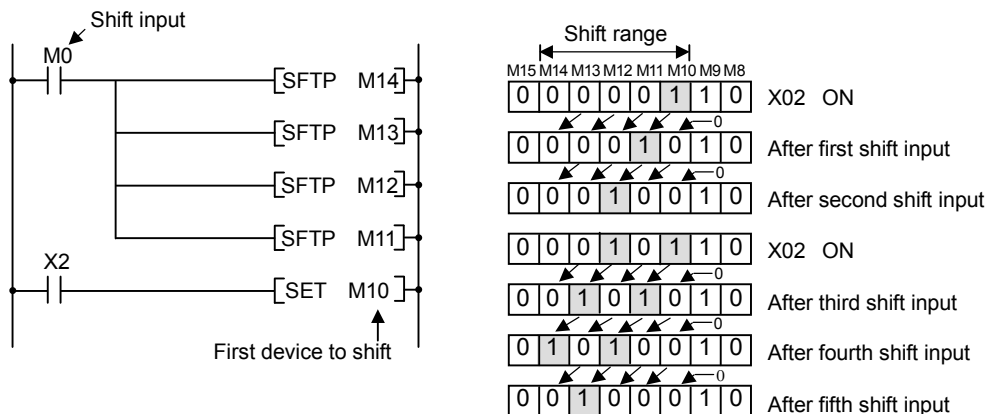 Shift input
M0
SFTP M14
SFTP M13
SFTP M12
SFTP M11
X2
SET M10
First device to shift
Shift range
M15 M14 M13 M12 M11 M10 M9 M8
0 0 0 0 0 1 1 0 X02 ON
0
0 0 0 0 1 0 1 0 After first shift input
0
0 0 0 1 0 0 1 0 After second shift input
0 0 0 1 0 1 1 0 X02 ON
0
0 0 1 0 1 0 1 0 After third shift input
0
0 1 0 1 0 0 1 0 After fourth shift input
0
0 0 1 0 0 0 1 0 After fifth shift input